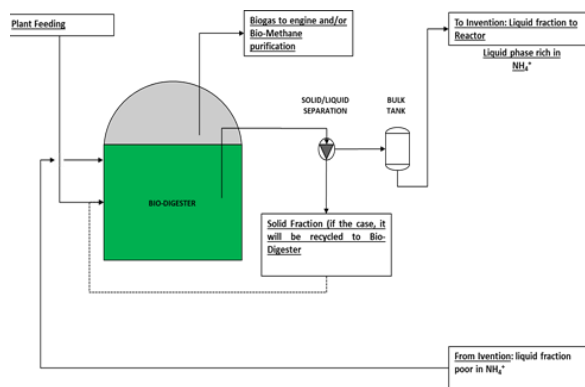 Plant Feeding
Biogas to engine and/or
Bio-Methane
purification
To Invention: Liquid fraction to
Reactor
Liquid phase rich in
NH₄⁺
SOLID/LIQUID
SEPARATION
BULK
TANK
BIO-DIGESTER
Solid Fraction (if the case, it
will be recycled to Bio-
Digester
From Ivention: liquid fraction
poor in NH₄⁺